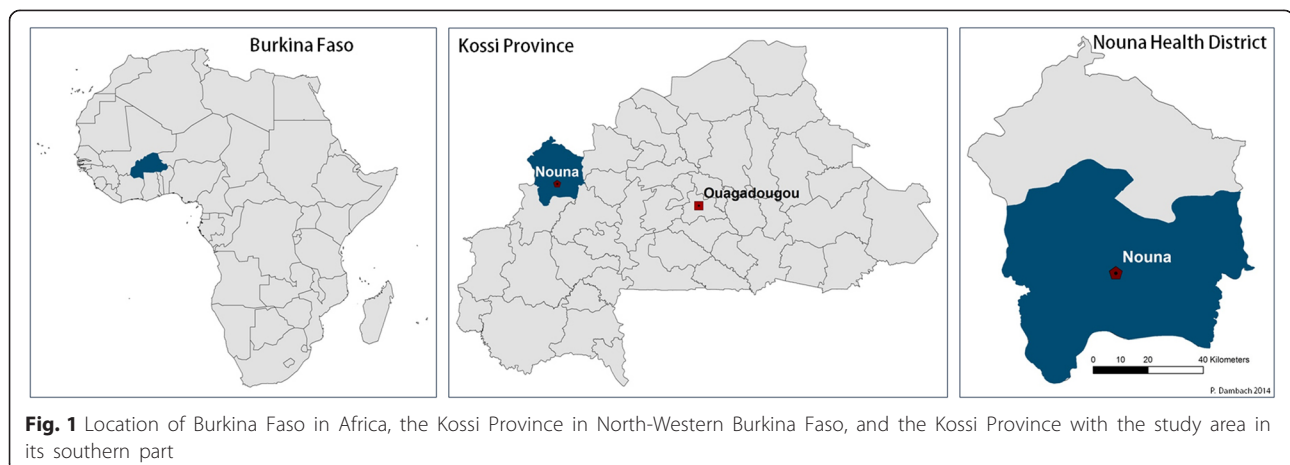 Burkina Faso
Kossi Province
Nouna
Ouagadougou
Nouna Health District
Nouna
0 10 20 40 Kilometers
P. Dambach 2014
Fig. 1 Location of Burkina Faso in Africa, the Kossi Province in North-Western Burkina Faso, and the Kossi Province with the study area in
its southern part